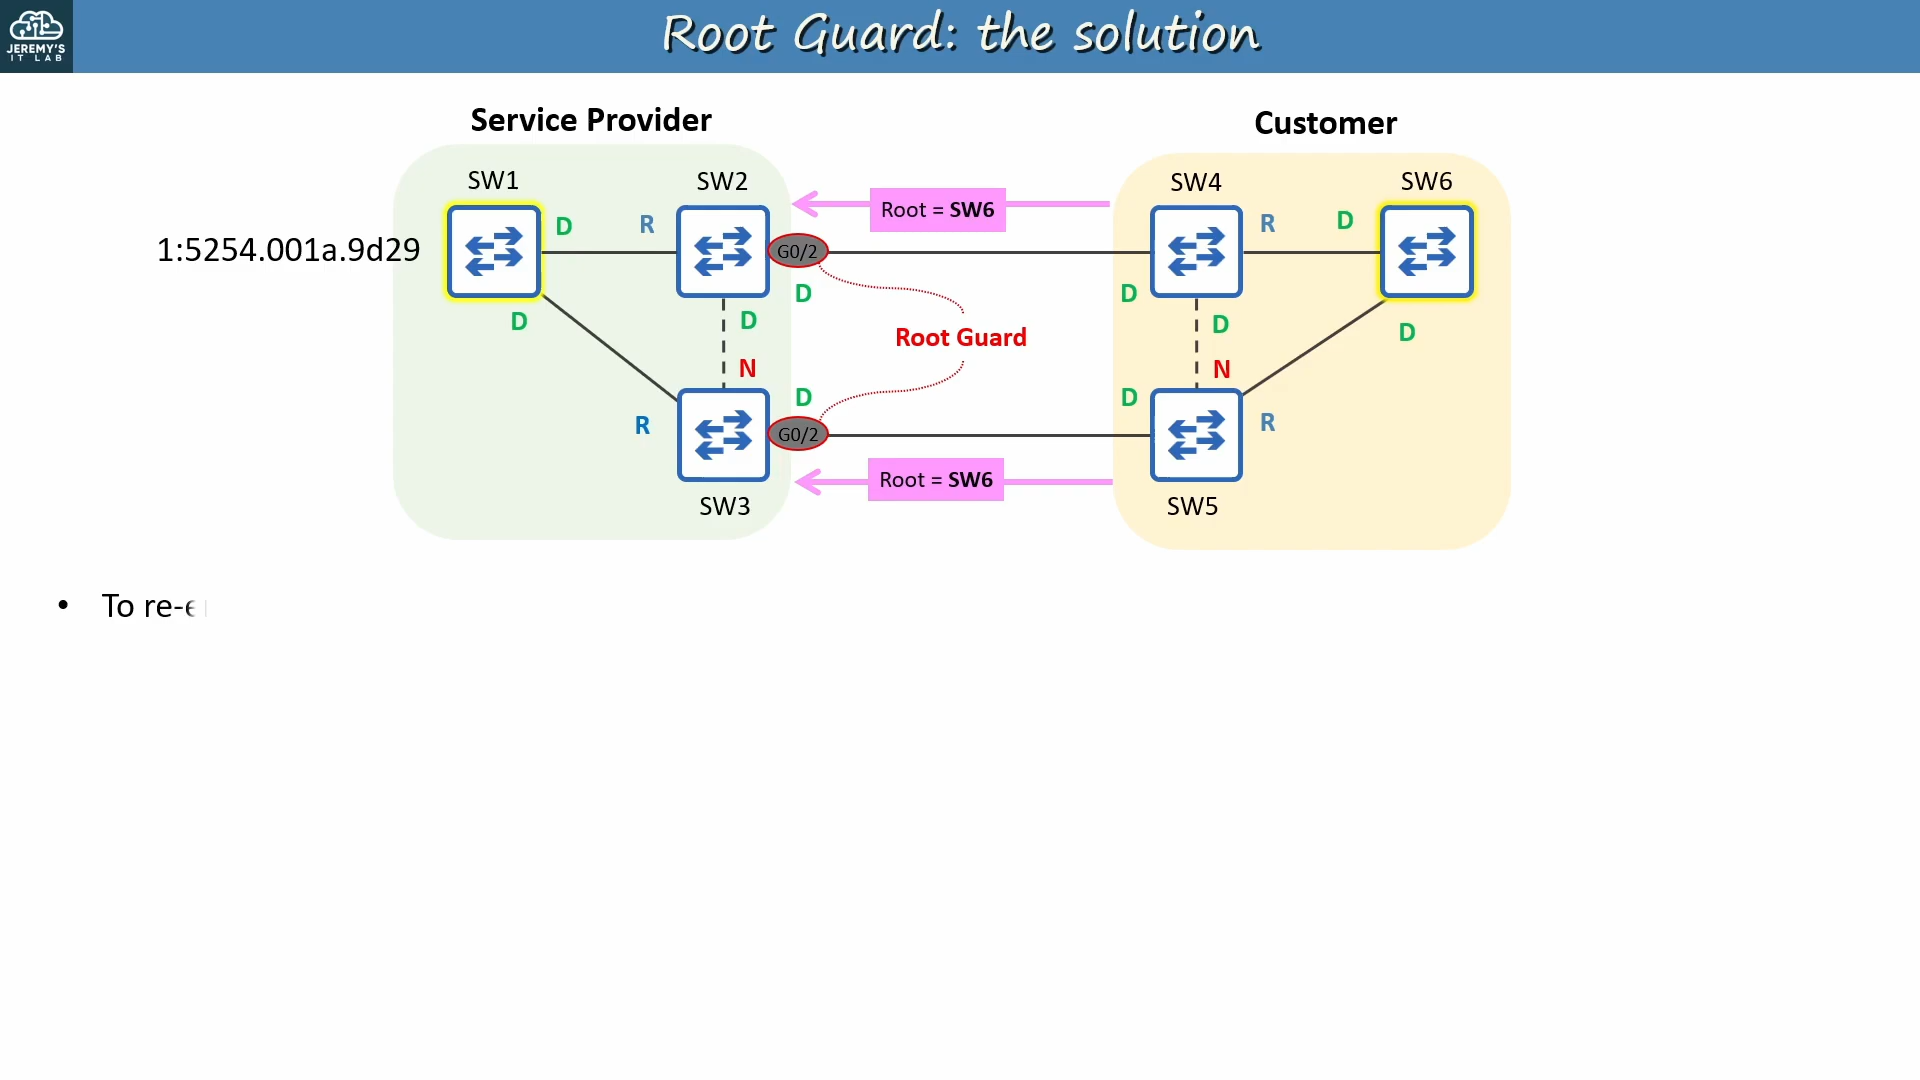 JEREMY'S
IT LAB
Root Guard: the solution
Service Provider
Customer
SW1
SW2
SW4
SW6
Root = SW6
1:5254.001a.9d29
D
R
G0/2
R
D
D
D
D
D
D
D
Root Guard
D
N
N
D
D
R
G0/2
R
Root = SW6
SW3
SW5
• To re-e